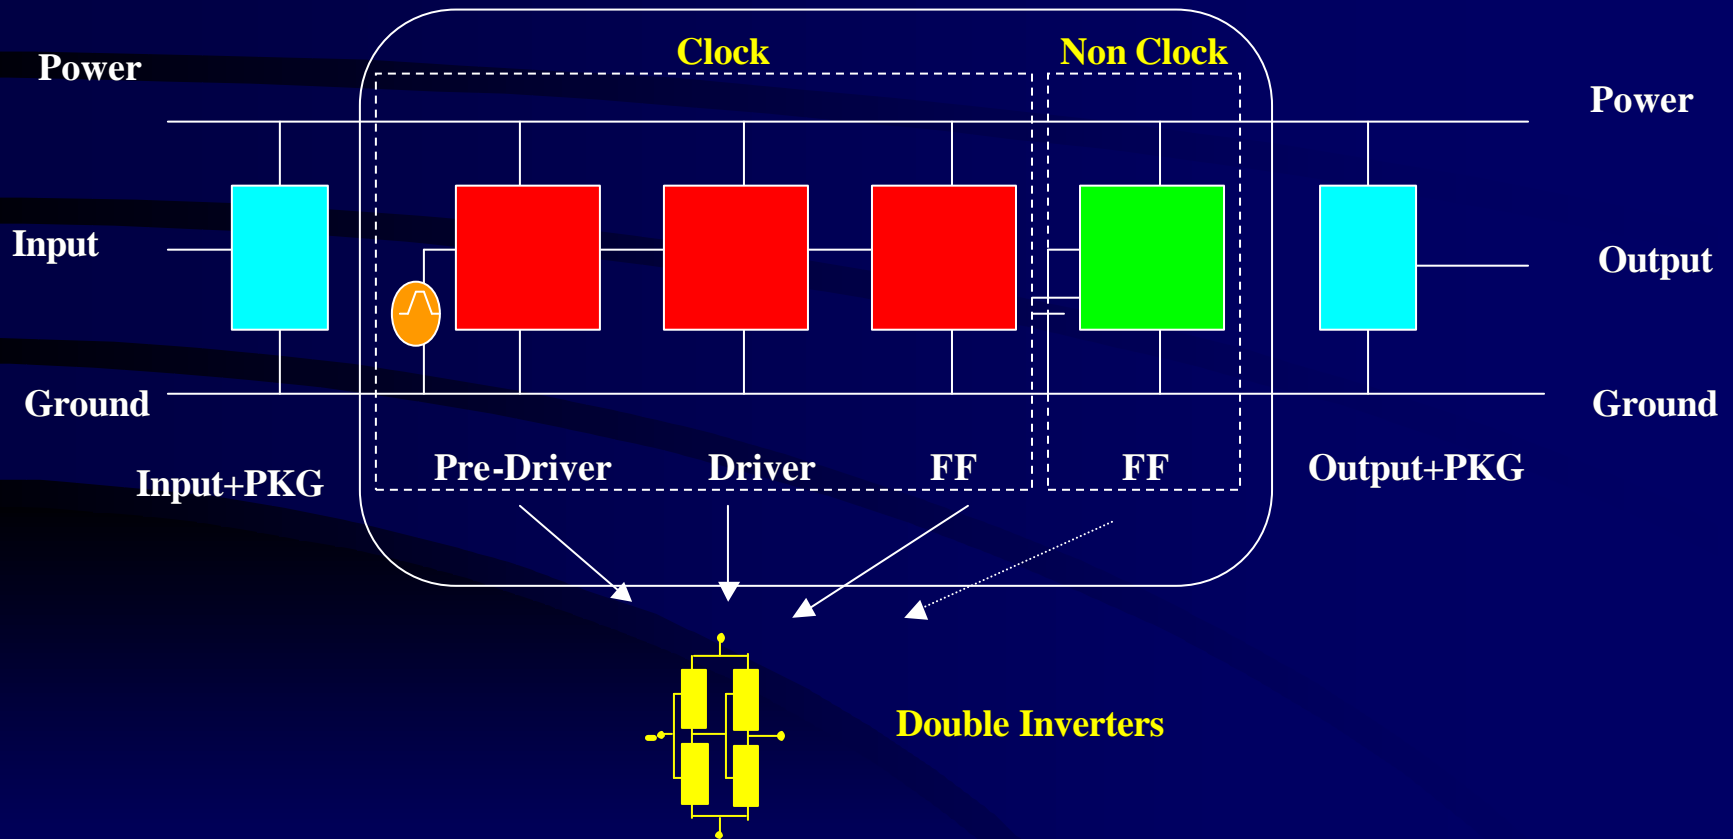 Clock
Non Clock
Power
Power
Input
Output
Ground
Ground
Input+PKG
Pre-Driver
Driver
FF
FF
Output+PKG
Double Inverters